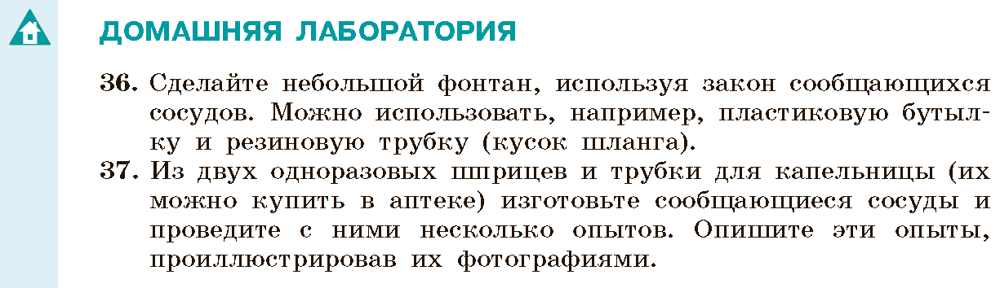 ДОМАШНЯЯ ЛАБОРАТОРИЯ
36. Сделайте небольшой фонтан, используя закон сообщающихся
сосудов. Можно использовать, например, пластиковую бутыл-
ку и резиновую трубку (кусок шланга).
37. Из двух одноразовых шприцев и трубки для капельницы (их
можно купить в аптеке) изготовьте сообщающиеся сосуды и
проведите с ними несколько опытов. Опишите эти опыты,
проиллюстрировав их фотографиями.